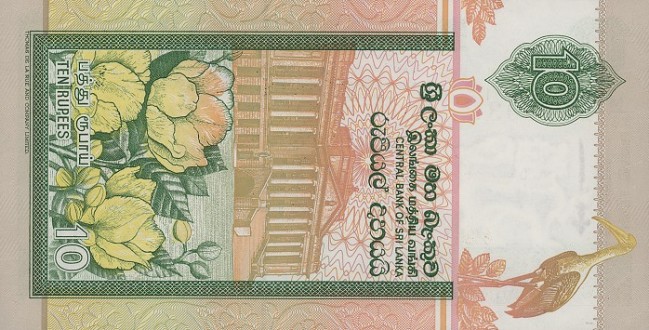 10
ශ්‍රී ලංකා මහ බැංකුව
இலங்கை மத்திய வங்கி
CENTRAL BANK OF SRI LANKA
රුපියල් දහයයි
பத்து ரூபாய்
TEN RUPEES
10
THOMAS DE LA RUE AND COMPANY LIMITED